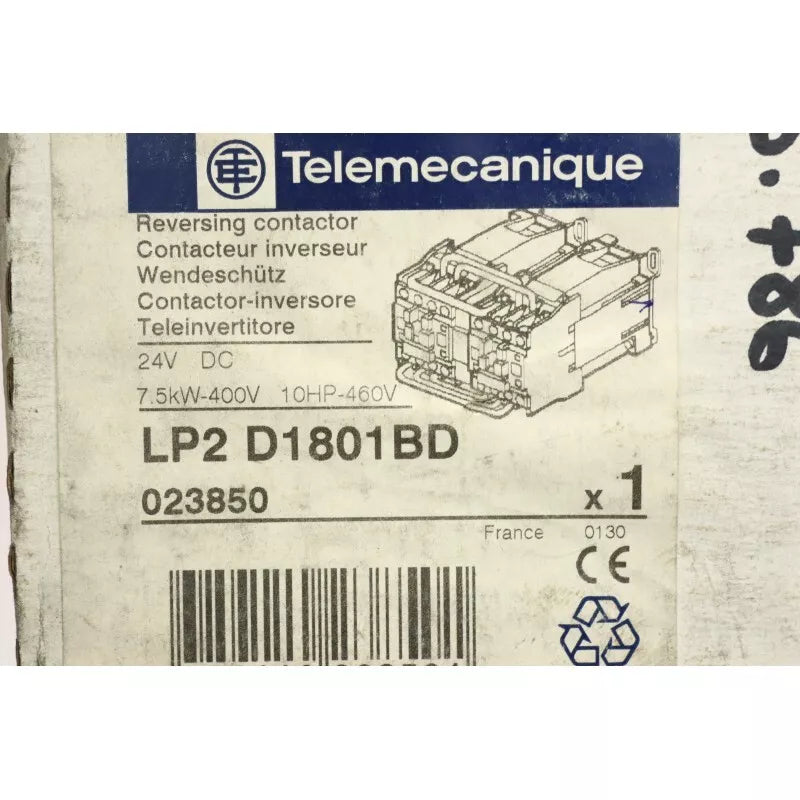 Telemecanique
Reversing contactor
Contacteur inverseur
Wendeschütz
Contactor-inversore
Teleinvertitore
24V DC
7.5kW-400V 10HP-460V
LP2 D1801BD
023850
x 1
France 0130
CE
+86